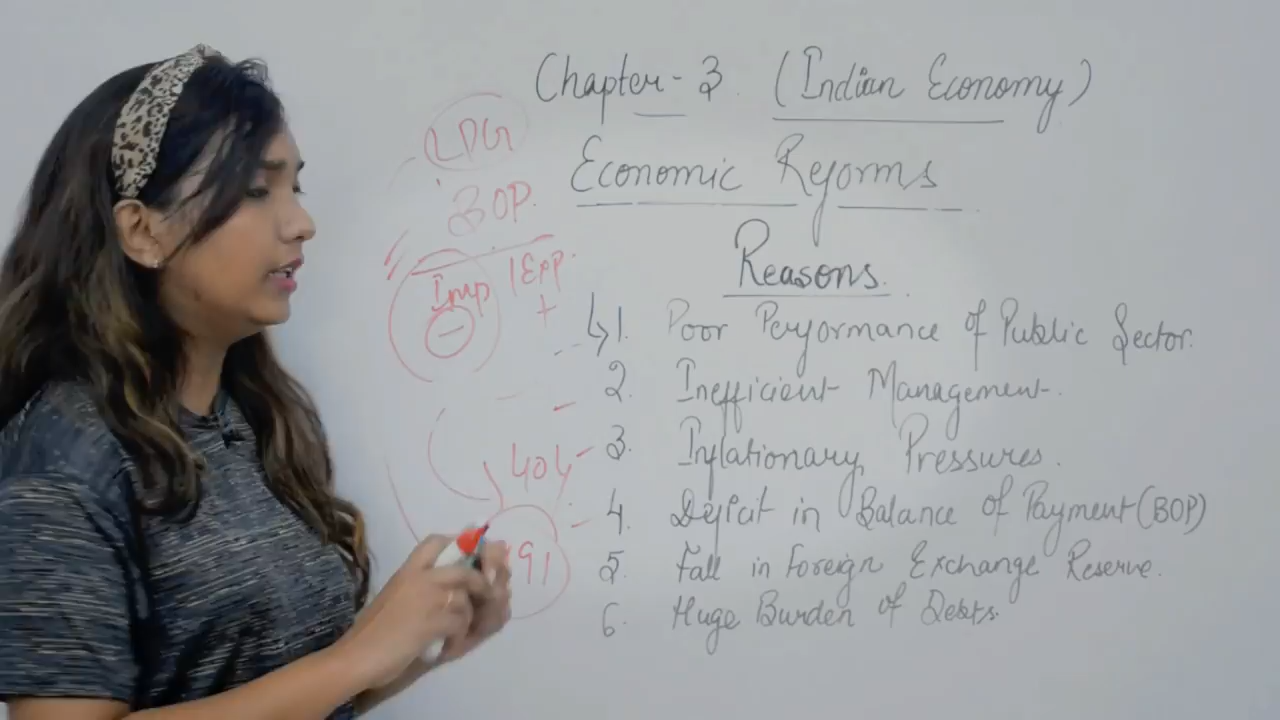 Chapter - 3 (Indian Economy)
Economic Reforms
Reasons
1. Poor Performance of Public Sector.
2. Inefficient Management.
3. Inflationary Pressures.
4. Deficit in Balance of Payment (BOP)
5. Fall in Foreign Exchange Reserve.
6. Huge Burden of Debts.
BOP.
Imp | Exp.
- +
404
91